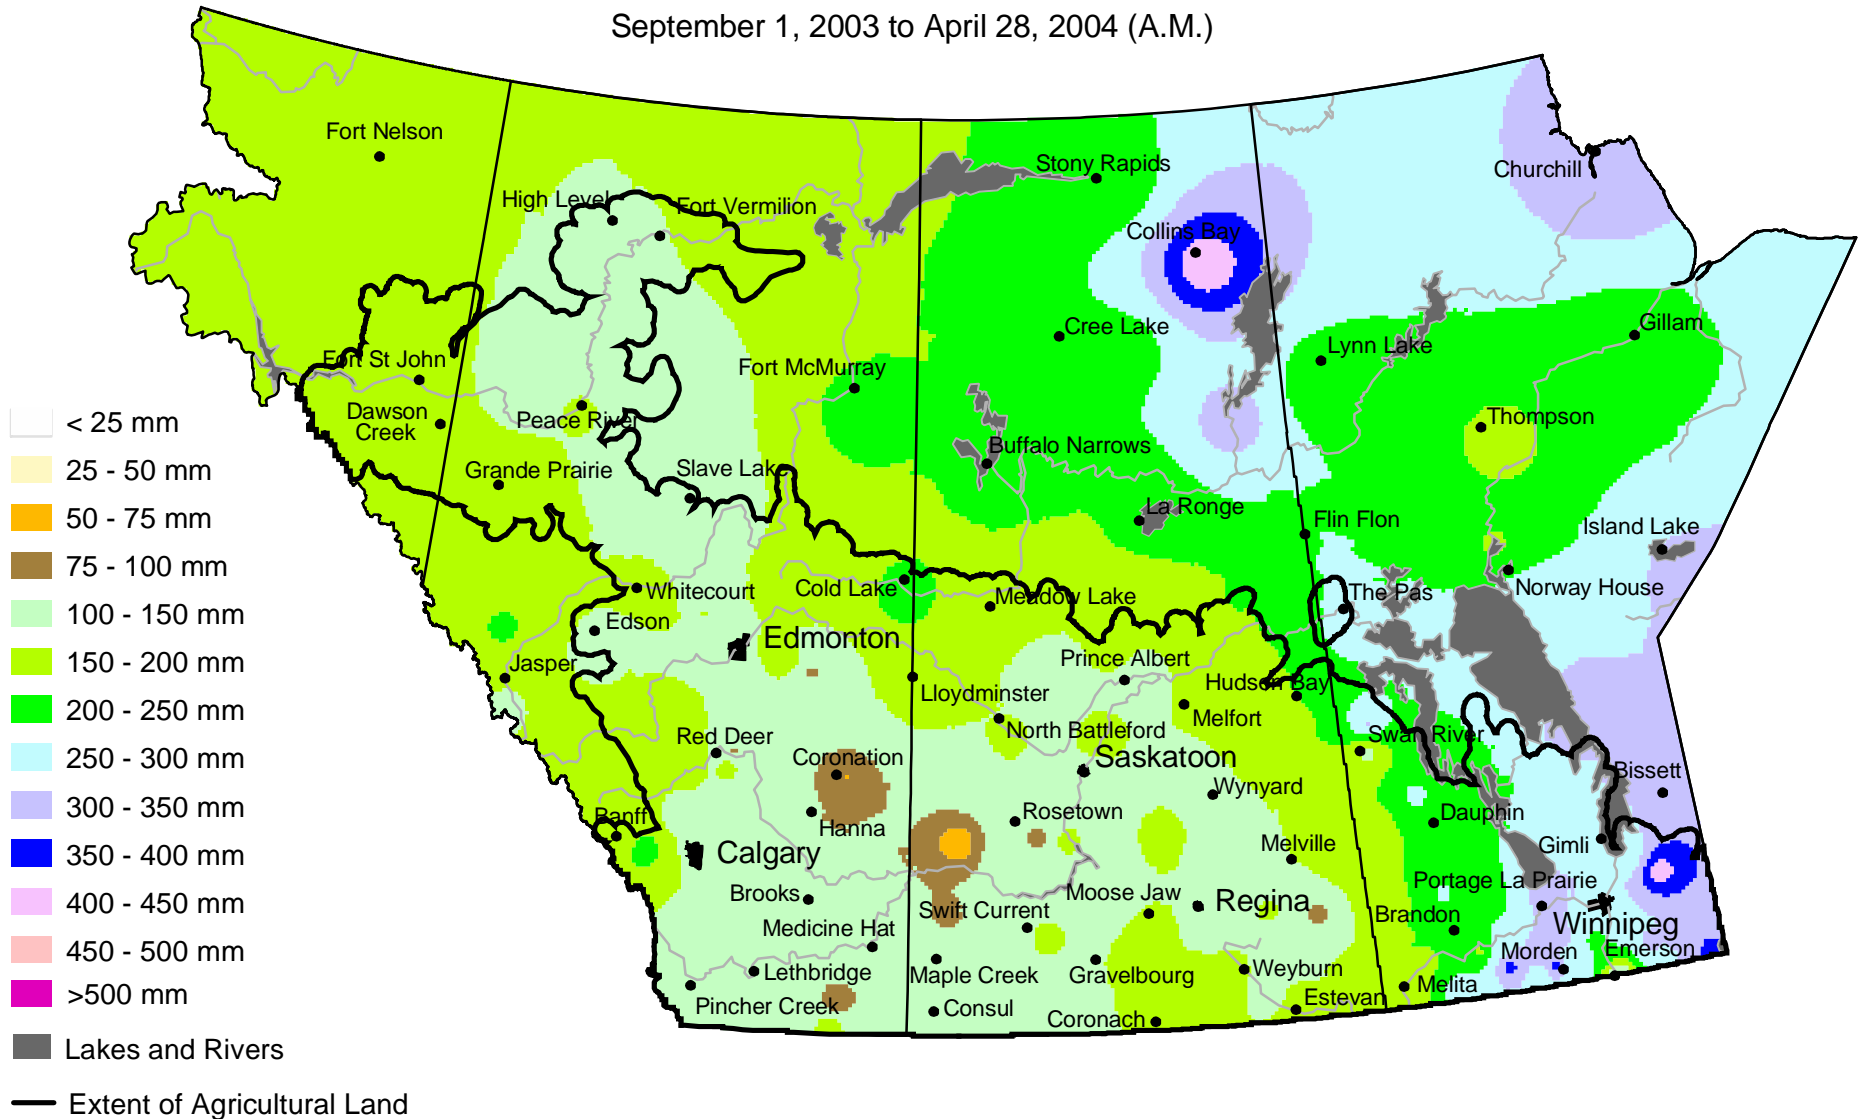 September 1, 2003 to April 28, 2004 (A.M.)
Fort Nelson
Stony Rapids
Churchill
High Level
Fort Vermilion
Collins Bay
Gillam
Cree Lake
Lynn Lake
Fort St John
Fort McMurray
Dawson
Creek
Peace River
Thompson
Buffalo Narrows
Grande Prairie
Slave Lake
La Ronge
Flin Flon
Island Lake
Whitecourt
Cold Lake
Meadow Lake
The Pas
Norway House
Edson
Edmonton
Jasper
Prince Albert
Hudson Bay
Lloydminster
Melfort
North Battleford
Red Deer
Swan River
Coronation
Saskatoon
Bissett
Wynyard
Banff
Hanna
Rosetown
Dauphin
Gimli
Calgary
Melville
Brooks
Moose Jaw
Portage La Prairie
Swift Current
Regina
Brandon
Winnipeg
Medicine Hat
Morden
Emerson
Lethbridge
Maple Creek
Gravelbourg
Weyburn
Melita
Pincher Creek
Consul
Coronach
Estevan
< 25 mm
25 - 50 mm
50 - 75 mm
75 - 100 mm
100 - 150 mm
150 - 200 mm
200 - 250 mm
250 - 300 mm
300 - 350 mm
350 - 400 mm
400 - 450 mm
450 - 500 mm
>500 mm
Lakes and Rivers
Extent of Agricultural Land